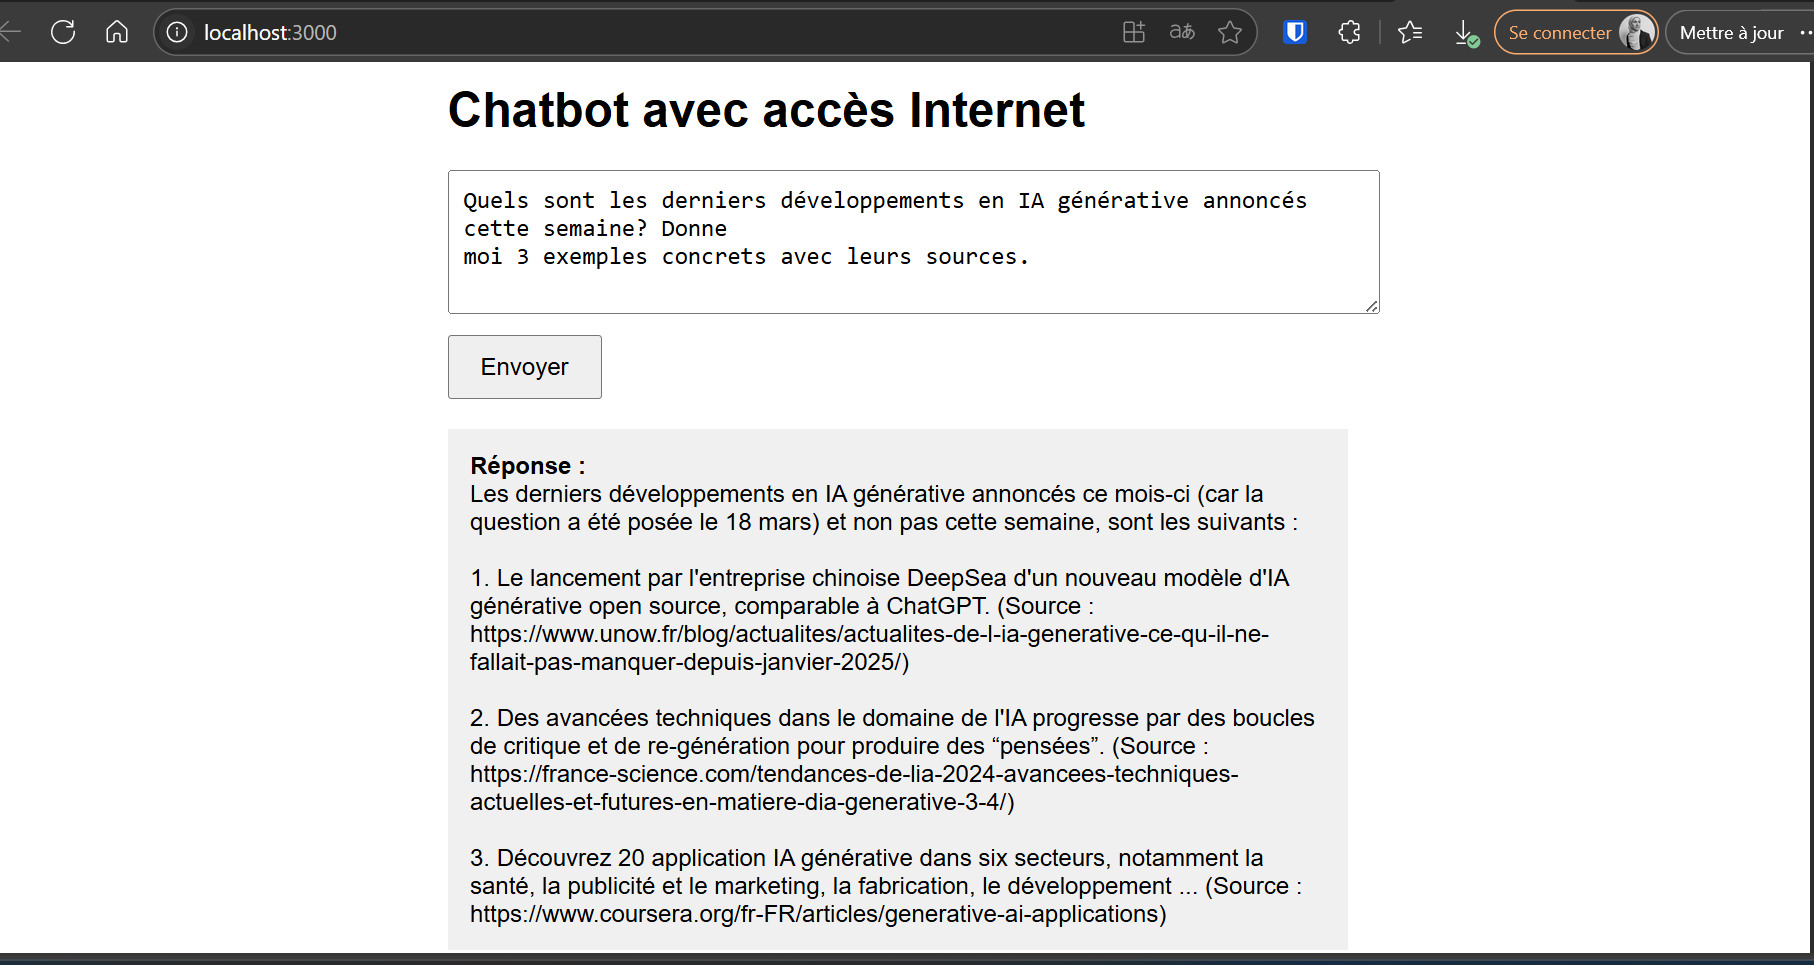 localhost:3000
aあ
Se connecter
Mettre à jour
Chatbot avec accès Internet
Quels sont les derniers développements en IA générative annoncés
cette semaine? Donne
moi 3 exemples concrets avec leurs sources.
Envoyer
Réponse :
Les derniers développements en IA générative annoncés ce mois-ci (car la
question a été posée le 18 mars) et non pas cette semaine, sont les suivants :
1. Le lancement par l'entreprise chinoise DeepSea d'un nouveau modèle d'IA
générative open source, comparable à ChatGPT. (Source :
https://www.unow.fr/blog/actualites/actualites-de-l-ia-generative-ce-qu-il-ne-
fallait-pas-manquer-depuis-janvier-2025/)
2. Des avancées techniques dans le domaine de l'IA progresse par des boucles
de critique et de re-génération pour produire des “pensées”. (Source :
https://france-science.com/tendances-de-lia-2024-avancees-techniques-
actuelles-et-futures-en-matiere-dia-generative-3-4/)
3. Découvrez 20 application IA générative dans six secteurs, notamment la
santé, la publicité et le marketing, la fabrication, le développement ... (Source :
https://www.coursera.org/fr-FR/articles/generative-ai-applications)